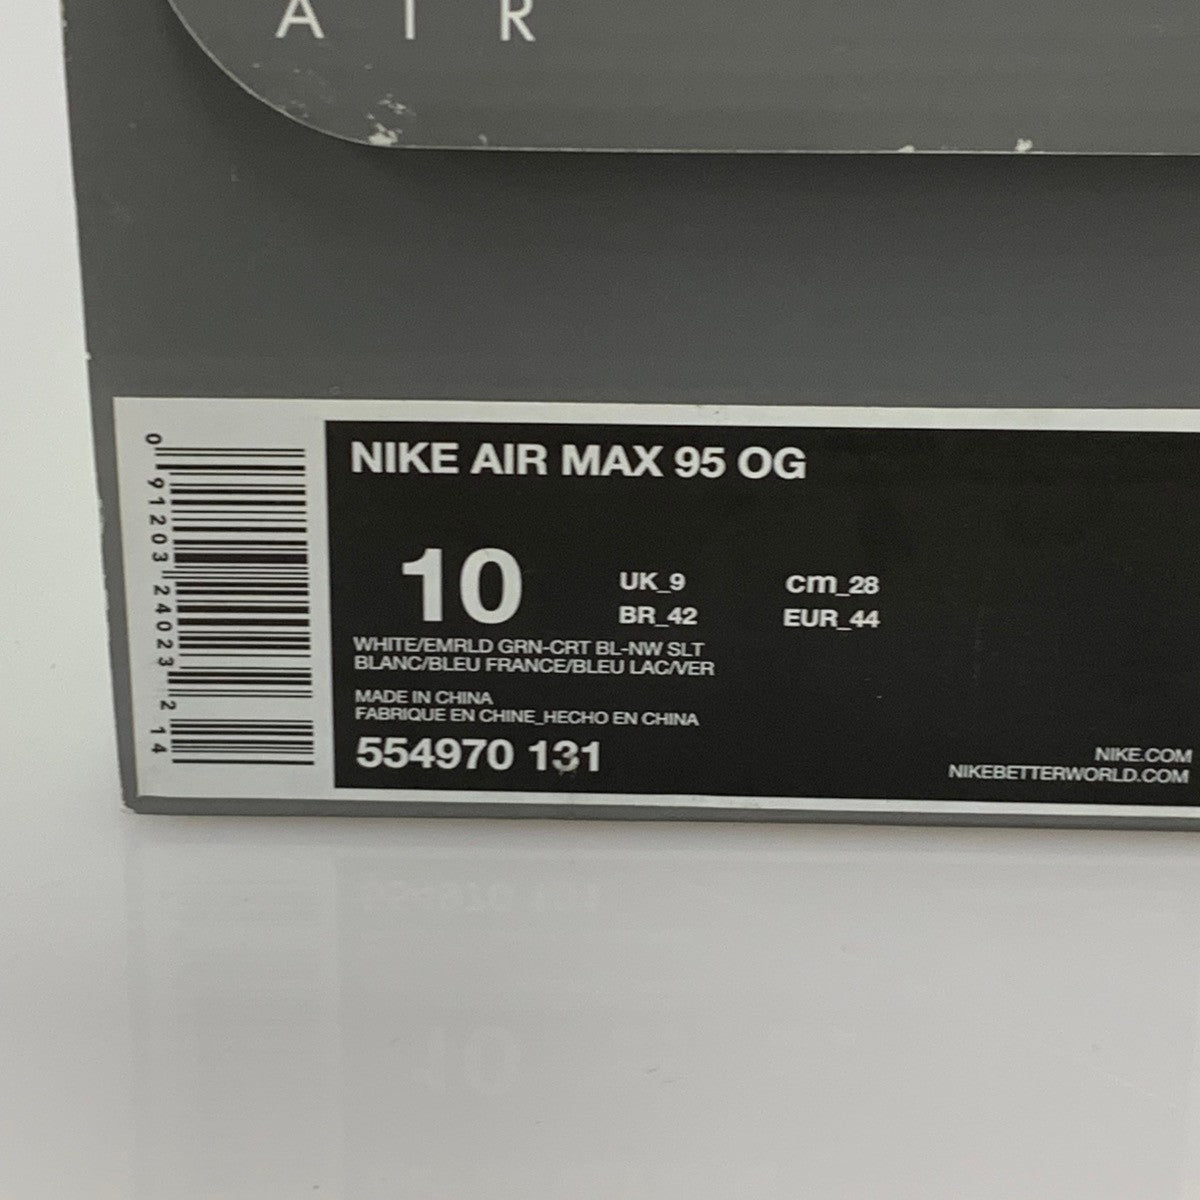 AIR
NIKE AIR MAX 95 OG
10
UK_9 cm_28
BR_42 EUR_44
WHITE/EMRLD GRN-CRT BL-NW SLT
BLANC/BLEU FRANCE/BLEU LAC/VER
MADE IN CHINA
FABRIQUE EN CHINE_HECHO EN CHINA
554970 131
NIKE.COM
NIKEBETTERWORLD.COM
0 91203 24023 2 14